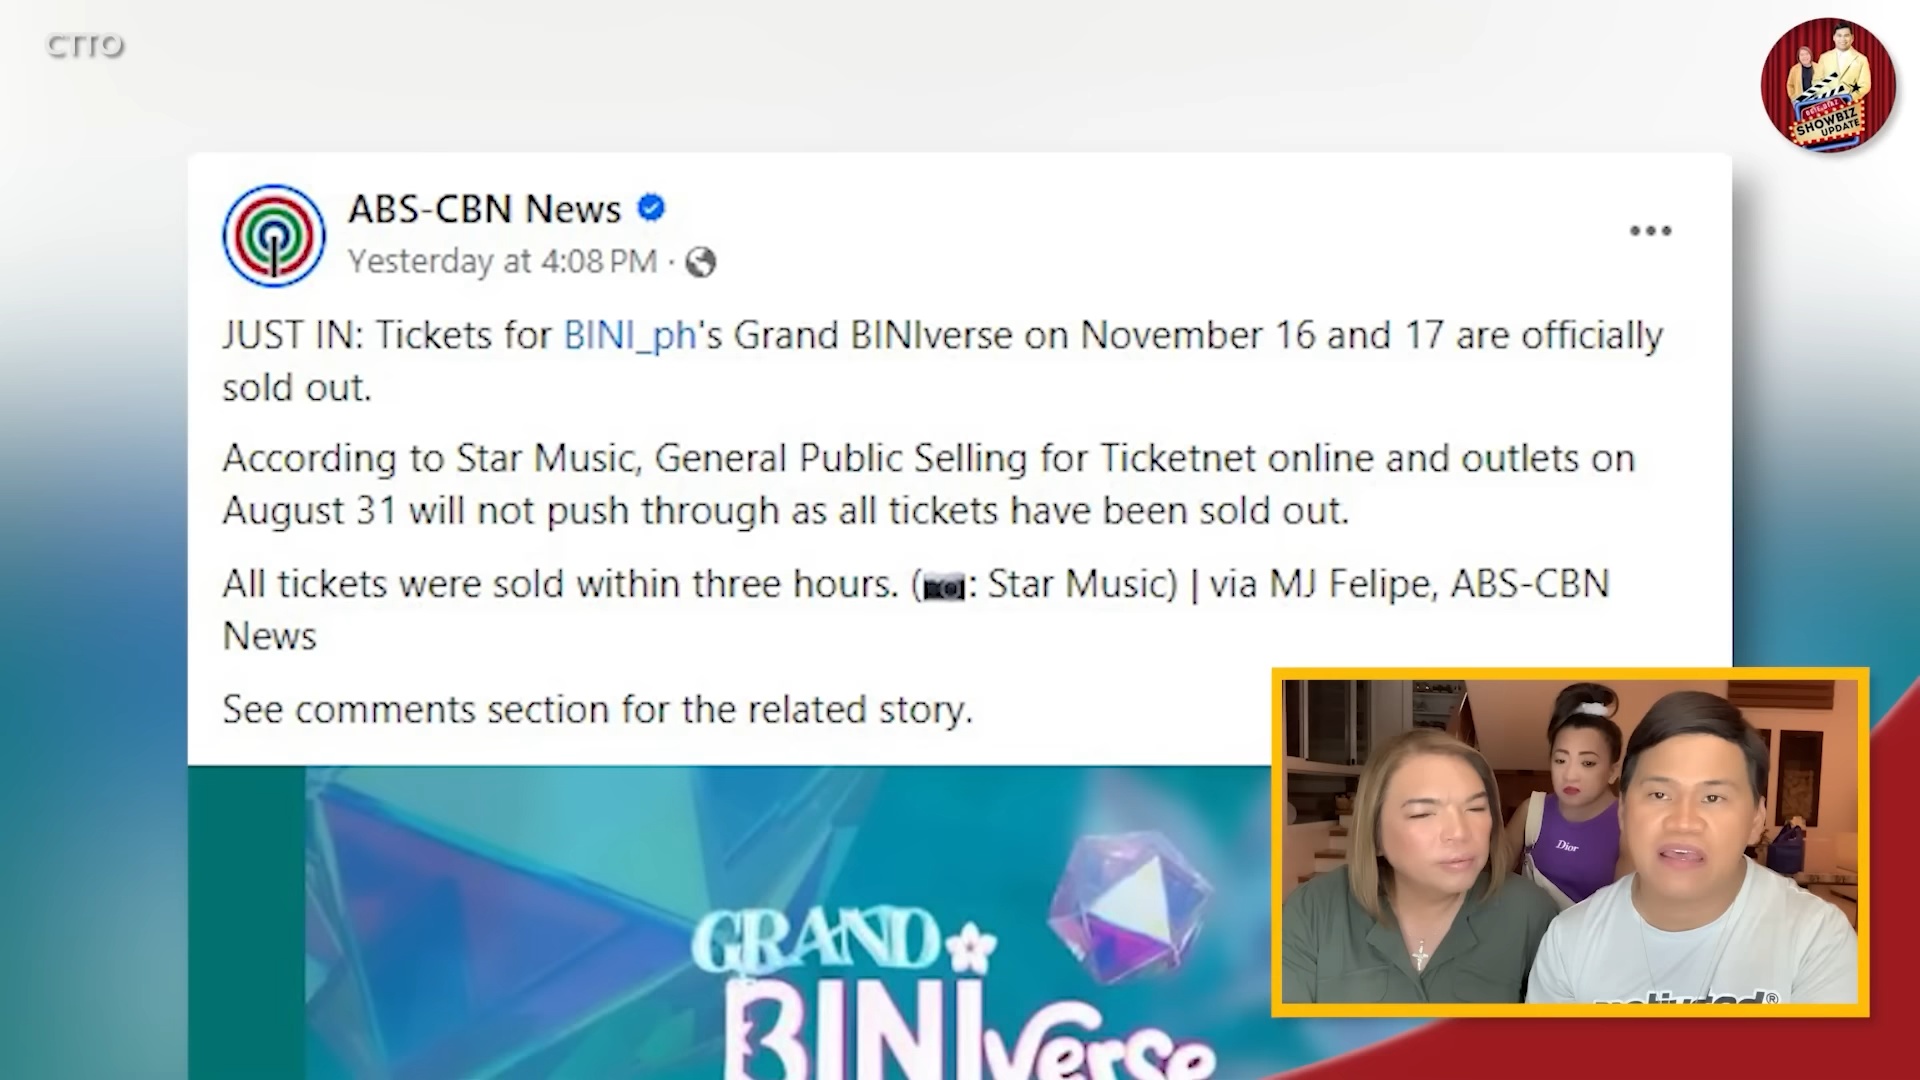 CTTO
SHOWBIZ
UPDATE
ABS-CBN News
Yesterday at 4:08 PM ·
JUST IN: Tickets for BINI_ph's Grand BINIverse on November 16 and 17 are officially
sold out.
According to Star Music, General Public Selling for Ticketnet online and outlets on
August 31 will not push through as all tickets have been sold out.
All tickets were sold within three hours. (📷: Star Music) | via MJ Felipe, ABS-CBN
News
See comments section for the related story.
Dior
GRAND
BINIverse